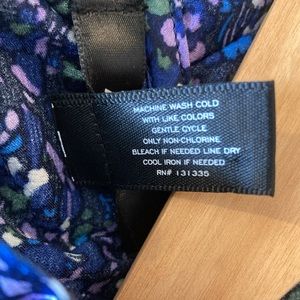 MACHINE WASH COLD
WITH LIKE COLORS
GENTLE CYCLE
ONLY NON-CHLORINE
BLEACH IF NEEDED LINE DRY
COOL IRON IF NEEDED
RN# 131335